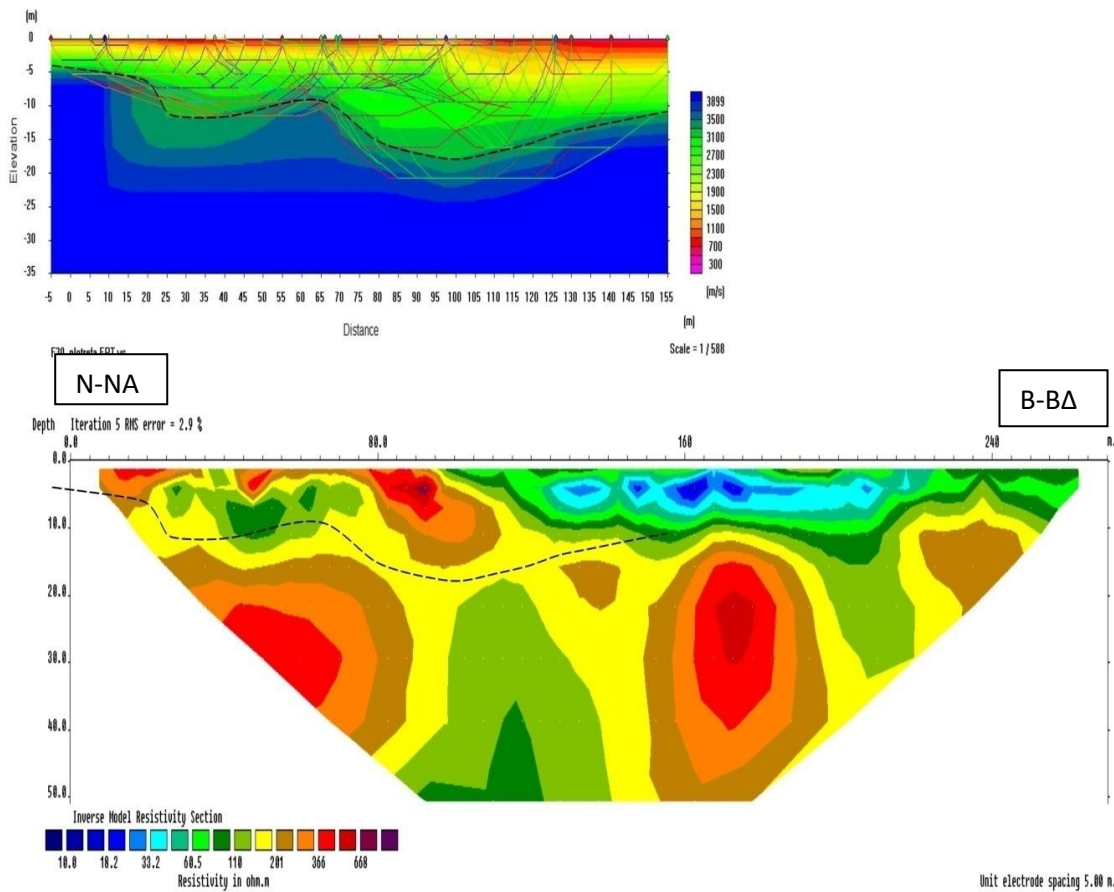 (m)
0
-5
-10
-15
-20
-25
-30
-35
Elevation
-5 0 5 10 15 20 25 30 35 40 45 50 55 60 65 70 75 80 85 90 95 100 105 110 115 120 125 130 135 140 145 150 155
(m)
Distance
Scale = 1 / 588
3899
3500
3100
2700
2300
1900
1500
1100
700
300
(m/s)
N-NA
Β-ΒΔ
Depth Iteration 5 RMS error = 2.9 %
0.0 80.0 160 240 m.
0.0
10.0
20.0
30.0
40.0
50.0
Inverse Model Resistivity Section
10.0 18.2 33.2 60.5 110 201 366 668
Resistivity in ohm.m
Unit electrode spacing 5.00 m.